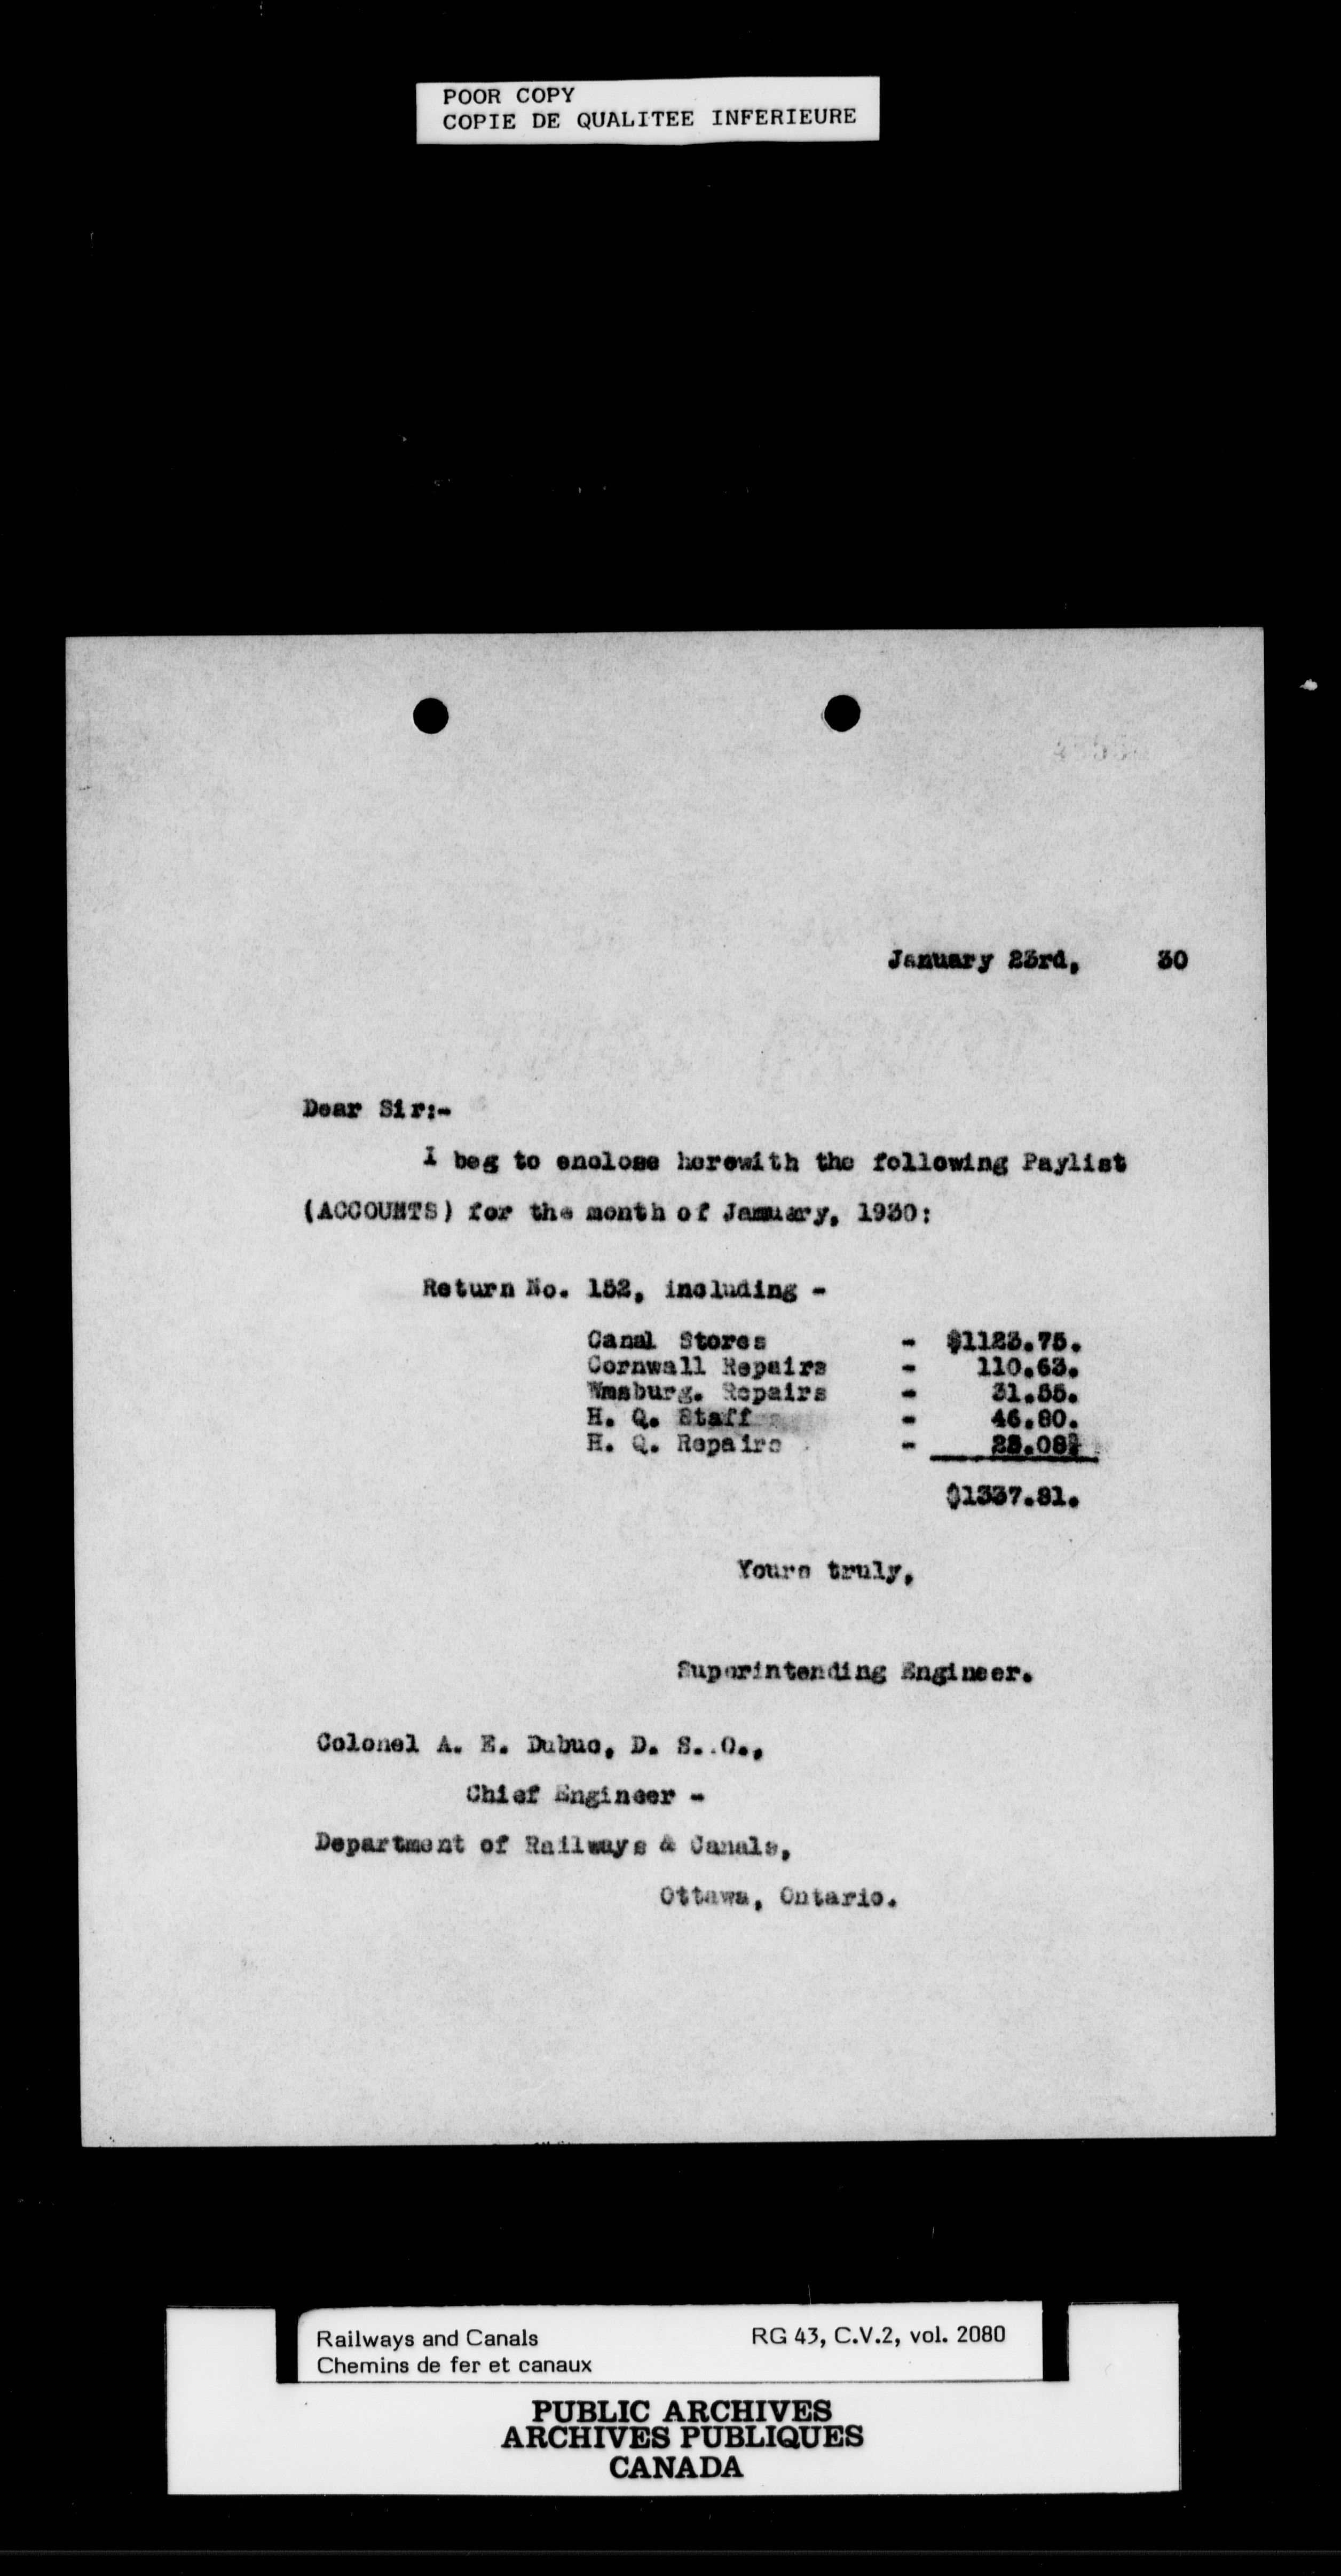 POOR COPY
COPIE DE QUALITEE INFERIEURE
January 23rd, 30
Dear Sir:-
I beg to enclose herewith the following Paylist
(ACCOUNTS) for the month of January, 1930:
Return No. 152, including -
Canal Stores - $1123.75.
Cornwall Repairs - 110.63.
Wmsburg. Repairs - 31.55.
H. Q. Staff - 46.80.
H. Q. Repairs - 25.08.
$1337.81.
Yours truly,
Superintending Engineer.
Colonel A. E. Dubuc, D. S. O.,
Chief Engineer -
Department of Railways & Canals,
Ottawa, Ontario.
Railways and Canals RG 43, C.V.2, vol. 2080
Chemins de fer et canaux
PUBLIC ARCHIVES
ARCHIVES PUBLIQUES
CANADA